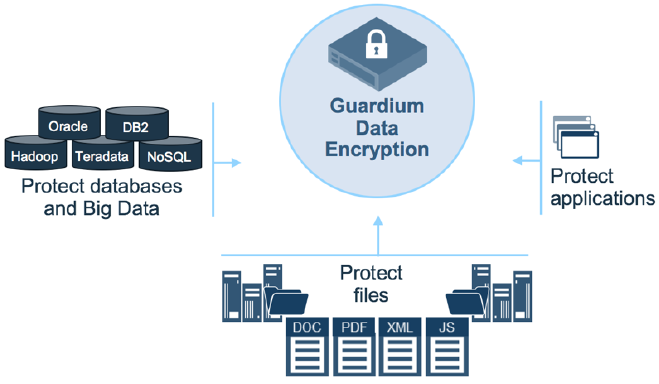 Guardium
Data
Encryption
Oracle
DB2
Hadoop
Teradata
NoSQL
Protect databases
and Big Data
Protect
applications
Protect
files
DOC
PDF
XML
JS